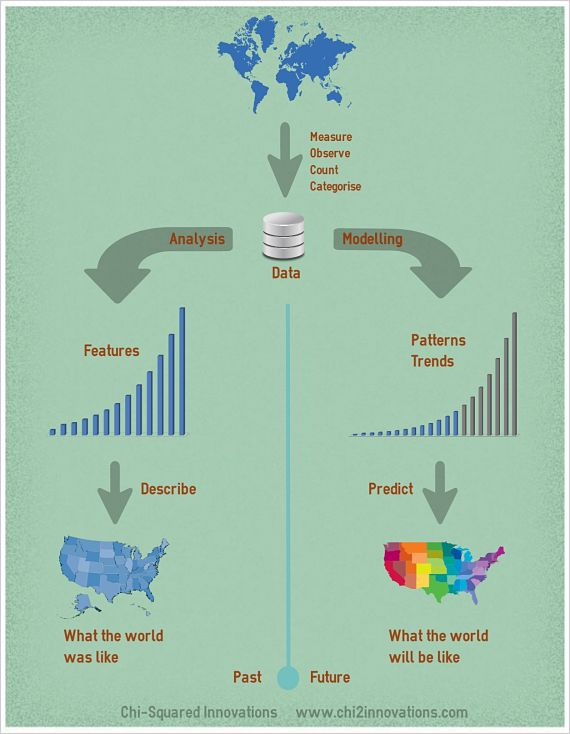 Measure
Observe
Count
Categorise
Analysis
Modelling
Data
Features
Patterns
Trends
Describe
Predict
What the world
was like
What the world
will be like
Past
Future
Chi-Squared Innovations www.chi2innovations.com